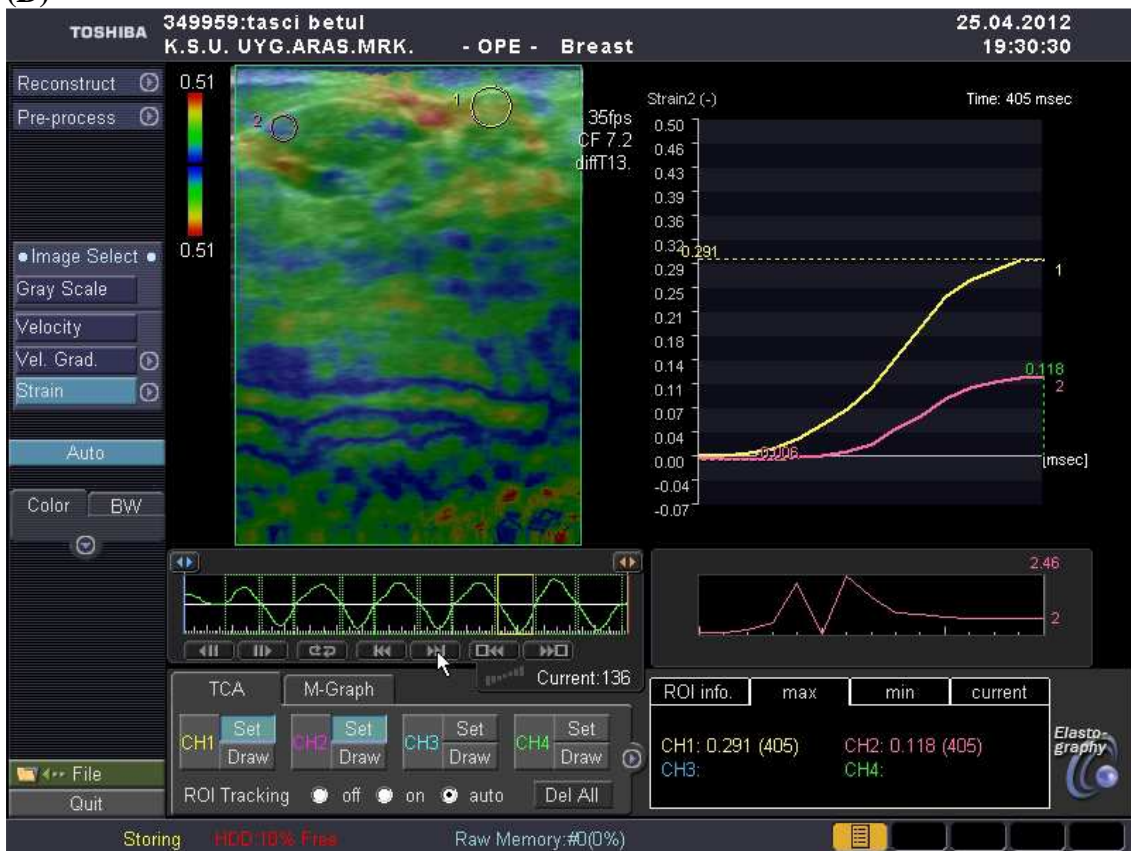 (B)
TOSHIBA
349959:tasci betul
K.S.U. UYG.ARAS.MRK. - OPE - Breast
25.04.2012
19:30:30
Reconstruct
Pre-process
Image Select
Gray Scale
Velocity
Vel. Grad.
Strain
Auto
Color BW
File
Quit
0.51
0.51
1
2
35fps
CF 7.2
diffT13.
Strain2 (-) Time: 405 msec
0.50
0.46
0.43
0.39
0.36
0.32
0.291
0.29
0.25
0.21
0.18
0.14
0.11
0.07
0.04
0.00
-0.04
-0.07
1
0.118
2
-0.006
[msec]
2.46
2
Current:136
TCA M-Graph
CH1 Set Draw
CH2 Set Draw
CH3 Set Draw
CH4 Set Draw
ROI Tracking off on auto Del All
ROI info. max min current
CH1: 0.291 (405) CH2: 0.118 (405)
CH3: CH4:
Elasto-
graphy
Storing HDD:10% Free Raw Memory:#0(0%)